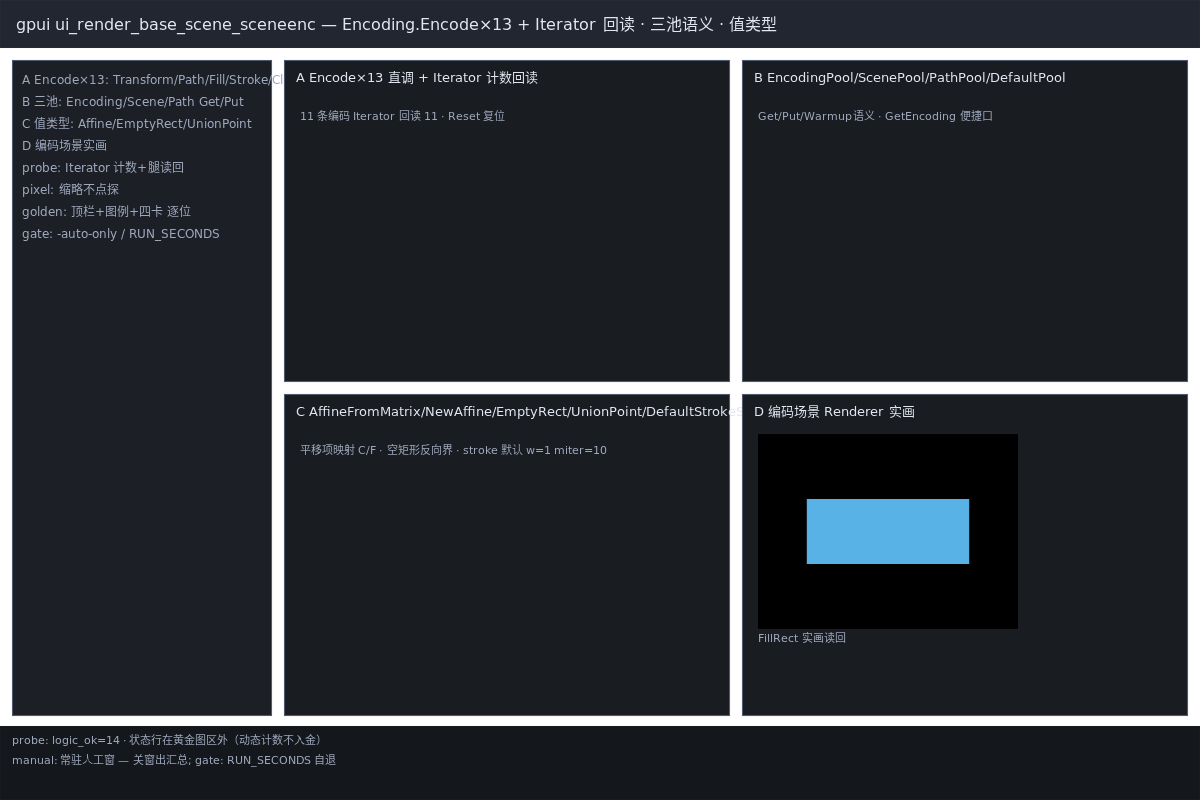 gpui ui_render_base_scene_sceneenc — Encoding.Encode×13 + Iterator 回读 · 三池语义 · 值类型
A Encode×13: Transform/Path/Fill/Stroke/Cl
B 三池: Encoding/Scene/Path Get/Put
C 值类型: Affine/EmptyRect/UnionPoint
D 编码场景实画
probe: Iterator 计数+腿读回
pixel: 缩略不点探
golden: 顶栏+图例+四卡 逐位
gate: -auto-only / RUN_SECONDS
A Encode×13 直调 + Iterator 计数回读
11 条编码 Iterator 回读 11 · Reset 复位
B EncodingPool/ScenePool/PathPool/DefaultPool
Get/Put/Warmup语义 · GetEncoding 便捷口
C AffineFromMatrix/NewAffine/EmptyRect/UnionPoint/DefaultStroke
平移项映射 C/F · 空矩形反向界 · stroke 默认 w=1 miter=10
D 编码场景 Renderer 实画
FillRect 实画读回
probe: logic_ok=14 · 状态行在黄金图区外（动态计数不入金）
manual: 常驻人工窗 — 关窗出汇总; gate: RUN_SECONDS 自退